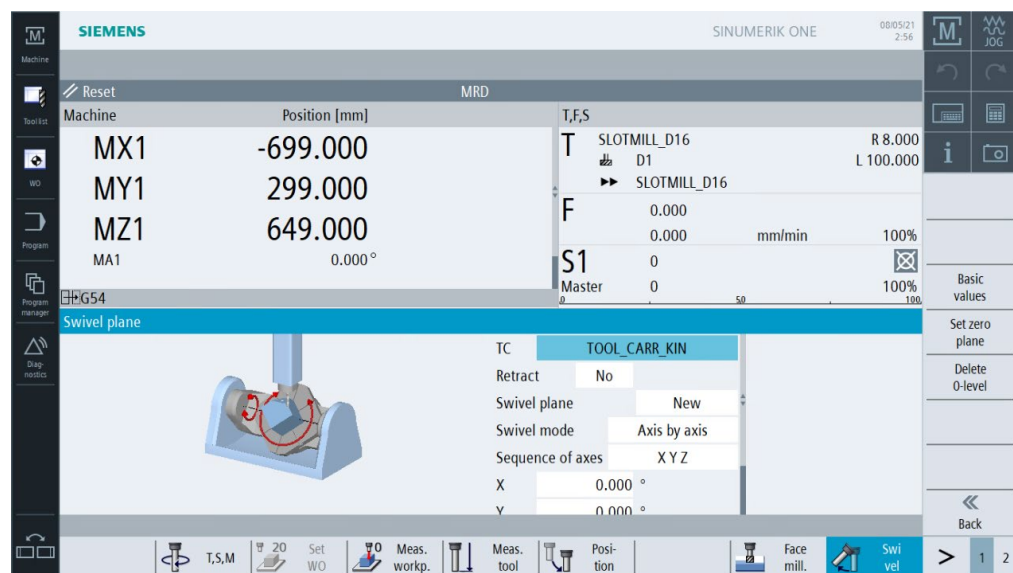 SIEMENS
SINUMERIK ONE
08/05/21
2:56
M
Machine
M
JOG
Reset
MRD
Machine
Position [mm]
T,F,S
MX1
-699.000
MY1
299.000
MZ1
649.000
MA1
0.000°
G54
T
SLOTMILL_D16
R 8.000
D1
L 100.000
SLOTMILL_D16
F
0.000
0.000
mm/min
100%
S1
0
Master
0
100%
0
50
100
Tool list
WO
Program
Program
manager
Diag-
nostics
i
Swivel plane
TC
TOOL_CARR_KIN
Retract
No
Swivel plane
New
Swivel mode
Axis by axis
Sequence of axes
X Y Z
X
0.000 °
Y
0.000 °
Basic
values
Set zero
plane
Delete
0-level
Back
T,S,M
20
Set
WO
0
Meas.
workp.
Meas.
tool
Posi-
tion
Face
mill.
Swi
vel
>
1
2